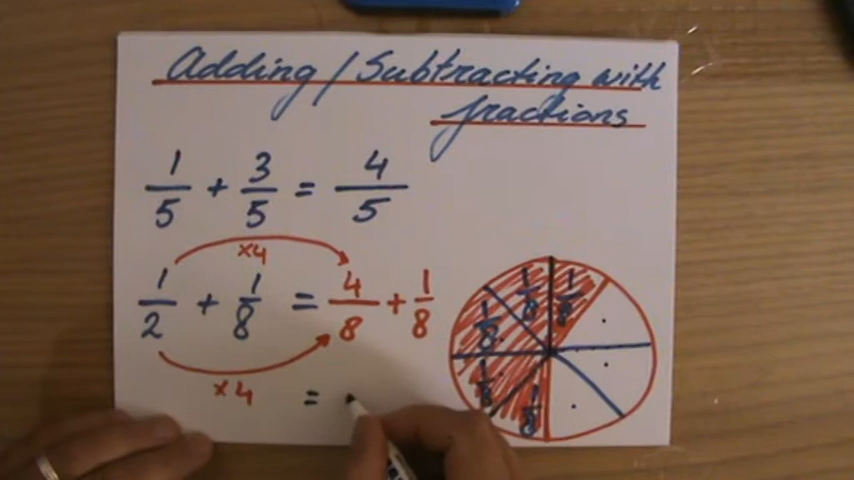 Adding / Subtracting with
fractions
1/5 + 3/5 = 4/5
×4
1/2 + 1/8 = 4/8 + 1/8
×4 =
1/8 1/8 1/8 1/8 1/8